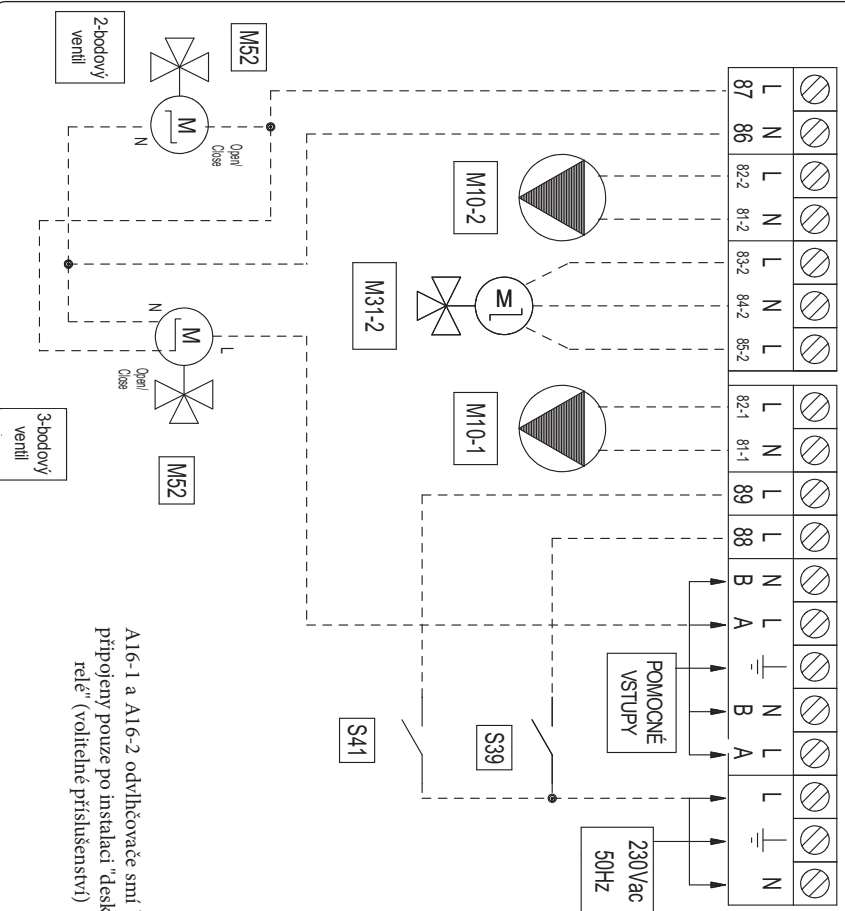 L N L N L N L L N L L N L N L L N
87 86 82-2 81-2 83-2 84-2 85-2 82-1 81-1 89 88 B A B A
POMOCNÉ
VSTUPY
230Vac
50Hz
M
M10-2
M31-2
M10-1
S39
S41
M52
Open/
Close
M
N
2-bodový
ventil
L
N
M
Open/
Close
M52
3-bodový
ventil
A16-1 a A16-2 odvlhčovače smí
připojeny pouze po instalaci "desk
relé" (volitelné příslušenství)